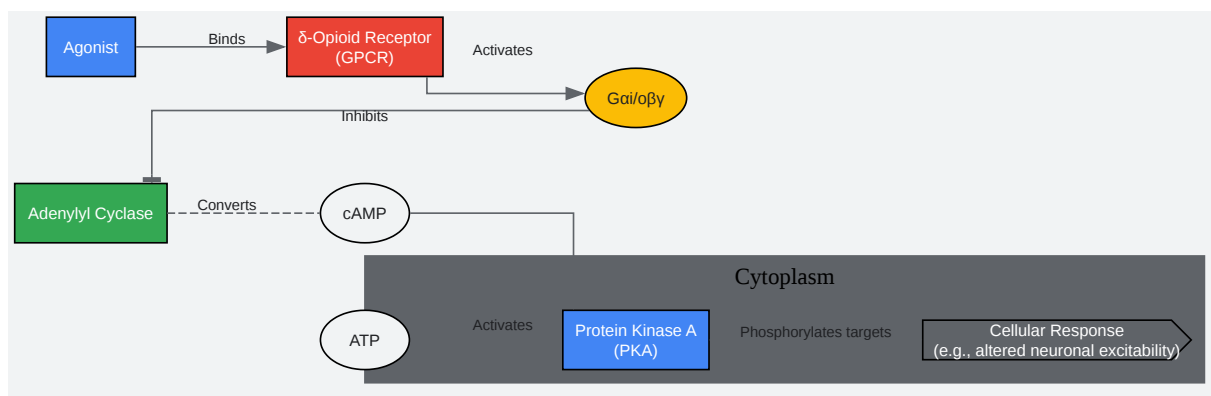 Agonist
Binds
δ-Opioid Receptor
(GPCR)
Activates
Gαi/oβγ
Inhibits
Adenylyl Cyclase
Converts
cAMP
Cytoplasm
ATP
Activates
Protein Kinase A
(PKA)
Phosphorylates targets
Cellular Response
(e.g., altered neuronal excitability)